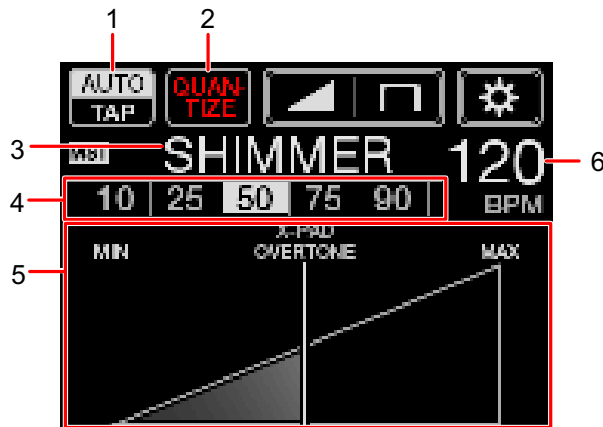 1
2
AUTO
TAP
QUAN-
TIZE
3
SHIMMER
120
6
4
10 25 50 75 90
BPM
X-PAD
5
MIN OVERTONE MAX